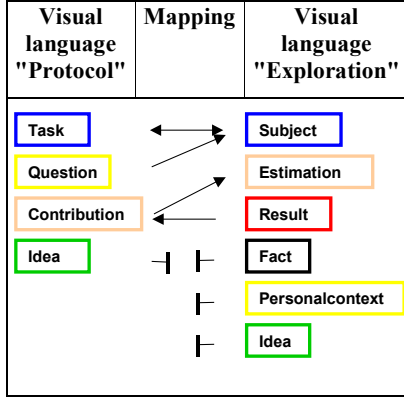 Visual language "Protocol"
Mapping
Visual language "Exploration"
Task
Subject
Question
Estimation
Contribution
Result
Idea
Fact
Personalcontext
Idea